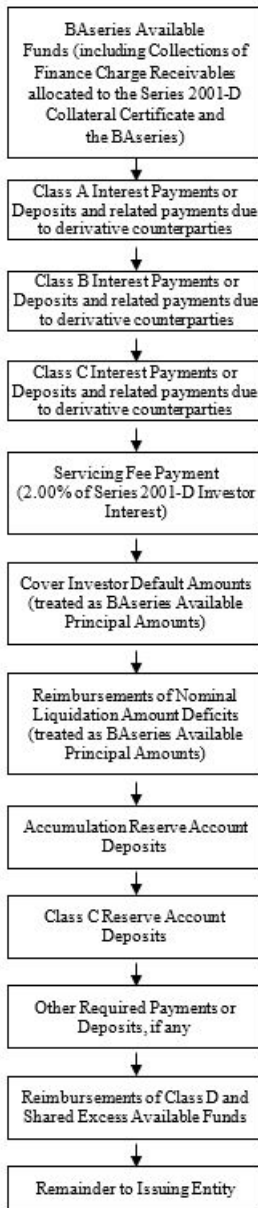 BAseries Available
Funds (including Collections of
Finance Charge Receivables
allocated to the Series 2001-D
Collateral Certificate and
the BAseries)
Class A Interest Payments or
Deposits and related payments due
to derivative counterparties
Class B Interest Payments or
Deposits and related payments due
to derivative counterparties
Class C Interest Payments or
Deposits and related payments due
to derivative counterparties
Servicing Fee Payment
(2.00% of Series 2001-D Investor
Interest)
Cover Investor Default Amounts
(treated as BAseries Available
Principal Amounts)
Reimbursements of Nominal
Liquidation Amount Deficits
(treated as BAseries Available
Principal Amounts)
Accumulation Reserve Account
Deposits
Class C Reserve Account
Deposits
Other Required Payments or
Deposits, if any
Reimbursements of Class D and
Shared Excess Available Funds
Remainder to Issuing Entity